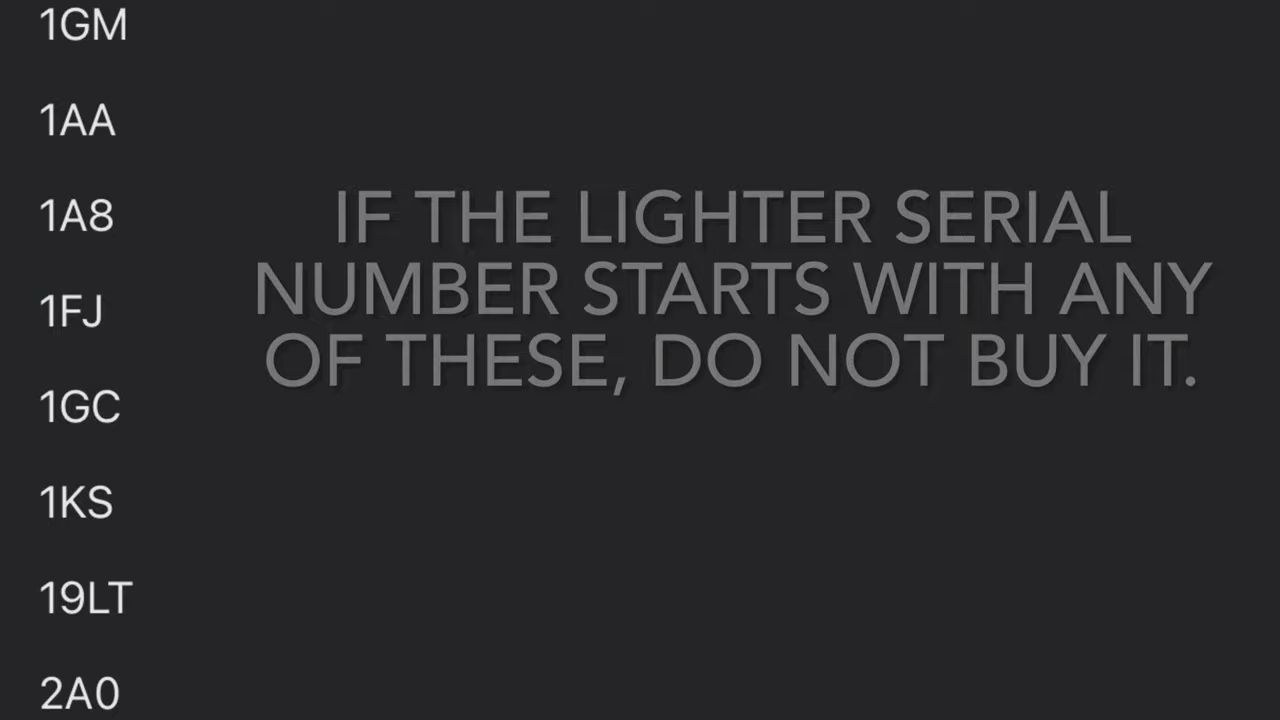 1GM
1AA
1A8
1FJ
1GC
1KS
19LT
2A0
IF THE LIGHTER SERIAL
NUMBER STARTS WITH ANY
OF THESE, DO NOT BUY IT.